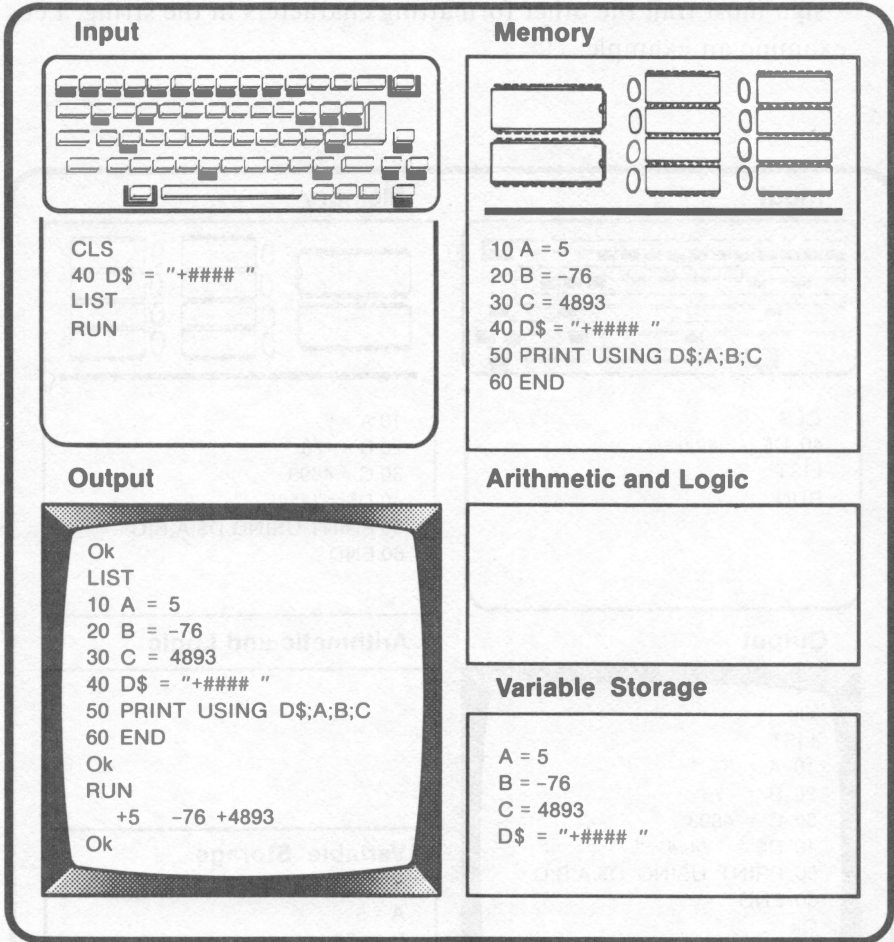 Input
CLS
40 D$ = "+#### "
LIST
RUN
Memory
10 A = 5
20 B = –76
30 C = 4893
40 D$ = "+#### "
50 PRINT USING D$;A;B;C
60 END
Output
Ok
LIST
10 A = 5
20 B = –76
30 C = 4893
40 D$ = "+#### "
50 PRINT USING D$;A;B;C
60 END
Ok
RUN
+5 –76 +4893
Ok
Arithmetic and Logic
Variable Storage
A = 5
B = –76
C = 4893
D$ = "+#### "